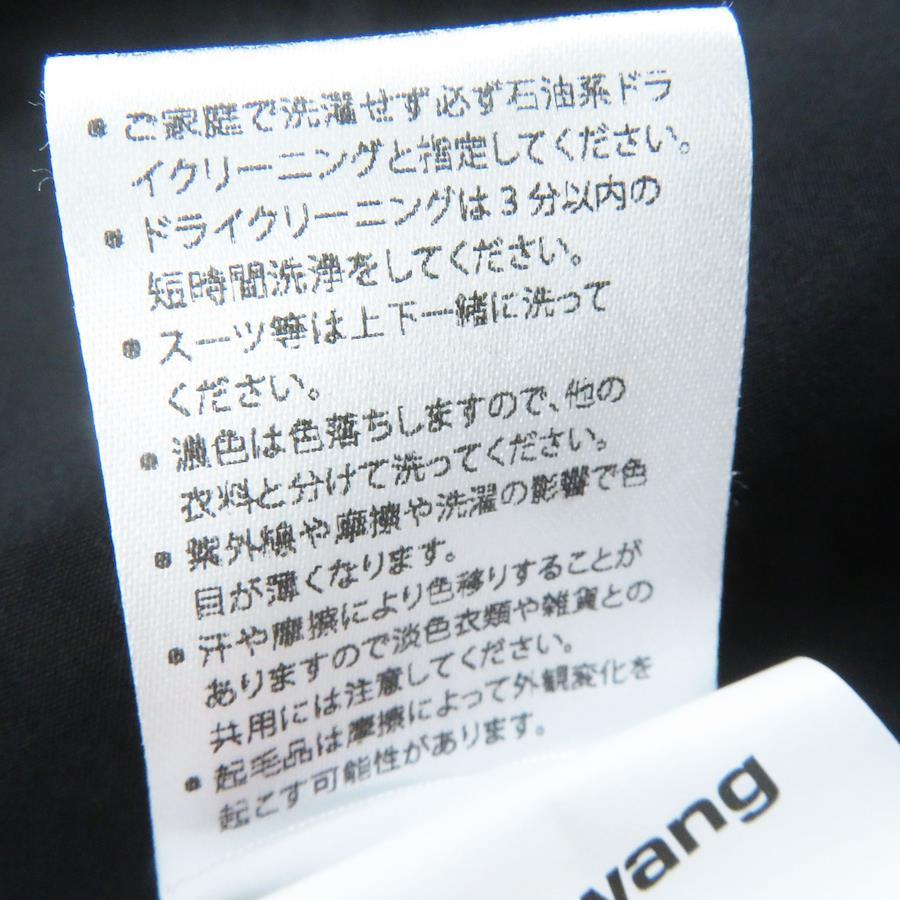 • ご家庭で洗濯せず必ず石油系ドラ
イクリーニングと指定してください。
• ドライクリーニングは3分以内の
短時間洗浄をしてください。
• スーツ等は上下一緒に洗って
ください。
• 濃色は色落ちしますので、他の
衣料と分けて洗ってください。
• 紫外線や摩擦や洗濯の影響で色
目が薄くなります。
• 汗や摩擦により色移りすることが
ありますので淡色衣類や雑貨との
共用には注意してください。
• 起毛品は摩擦によって外観変化を
起こす可能性があります。
wang